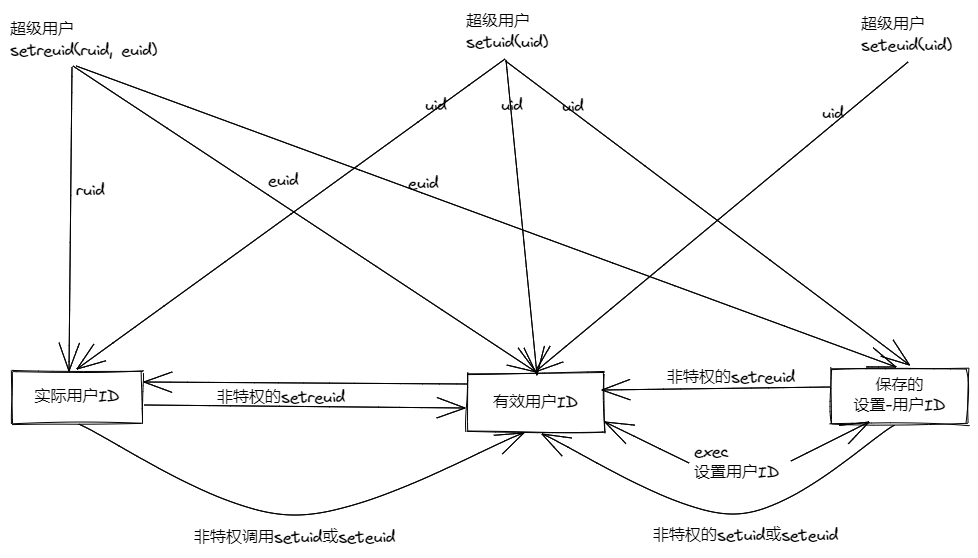 超级用户
setreuid(ruid, euid)
超级用户
setuid(uid)
超级用户
seteuid(uid)
uid
uid
uid
uid
ruid
euid
euid
实际用户ID
非特权的setreuid
有效用户ID
非特权的setreuid
保存的
设置-用户ID
exec
设置用户ID
非特权调用setuid或seteuid
非特权的setuid或seteuid